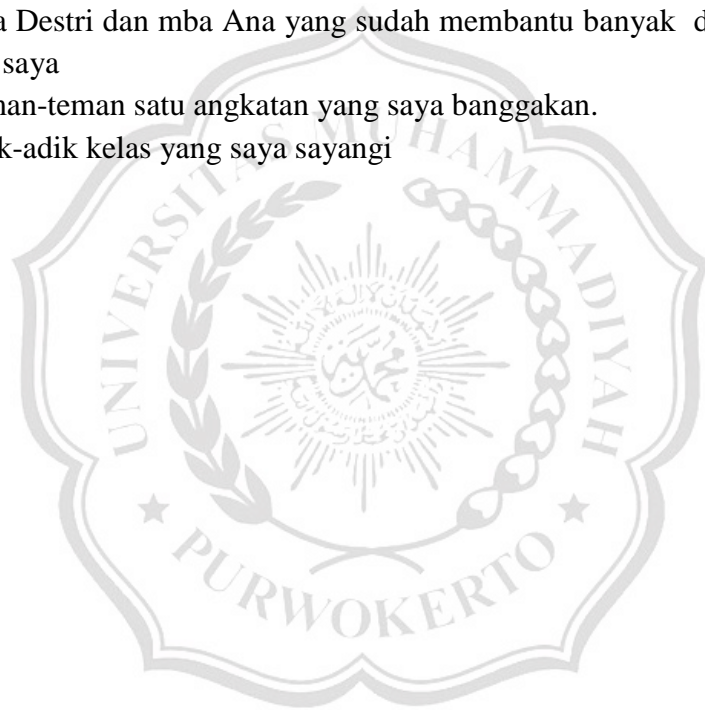 a Destri dan mba Ana yang sudah membantu banyak d
saya
nan-teman satu angkatan yang saya banggakan.
k-adik kelas yang saya sayangi
UNIVERSITAS MUHAMMADIYAH
PURWOKERTO